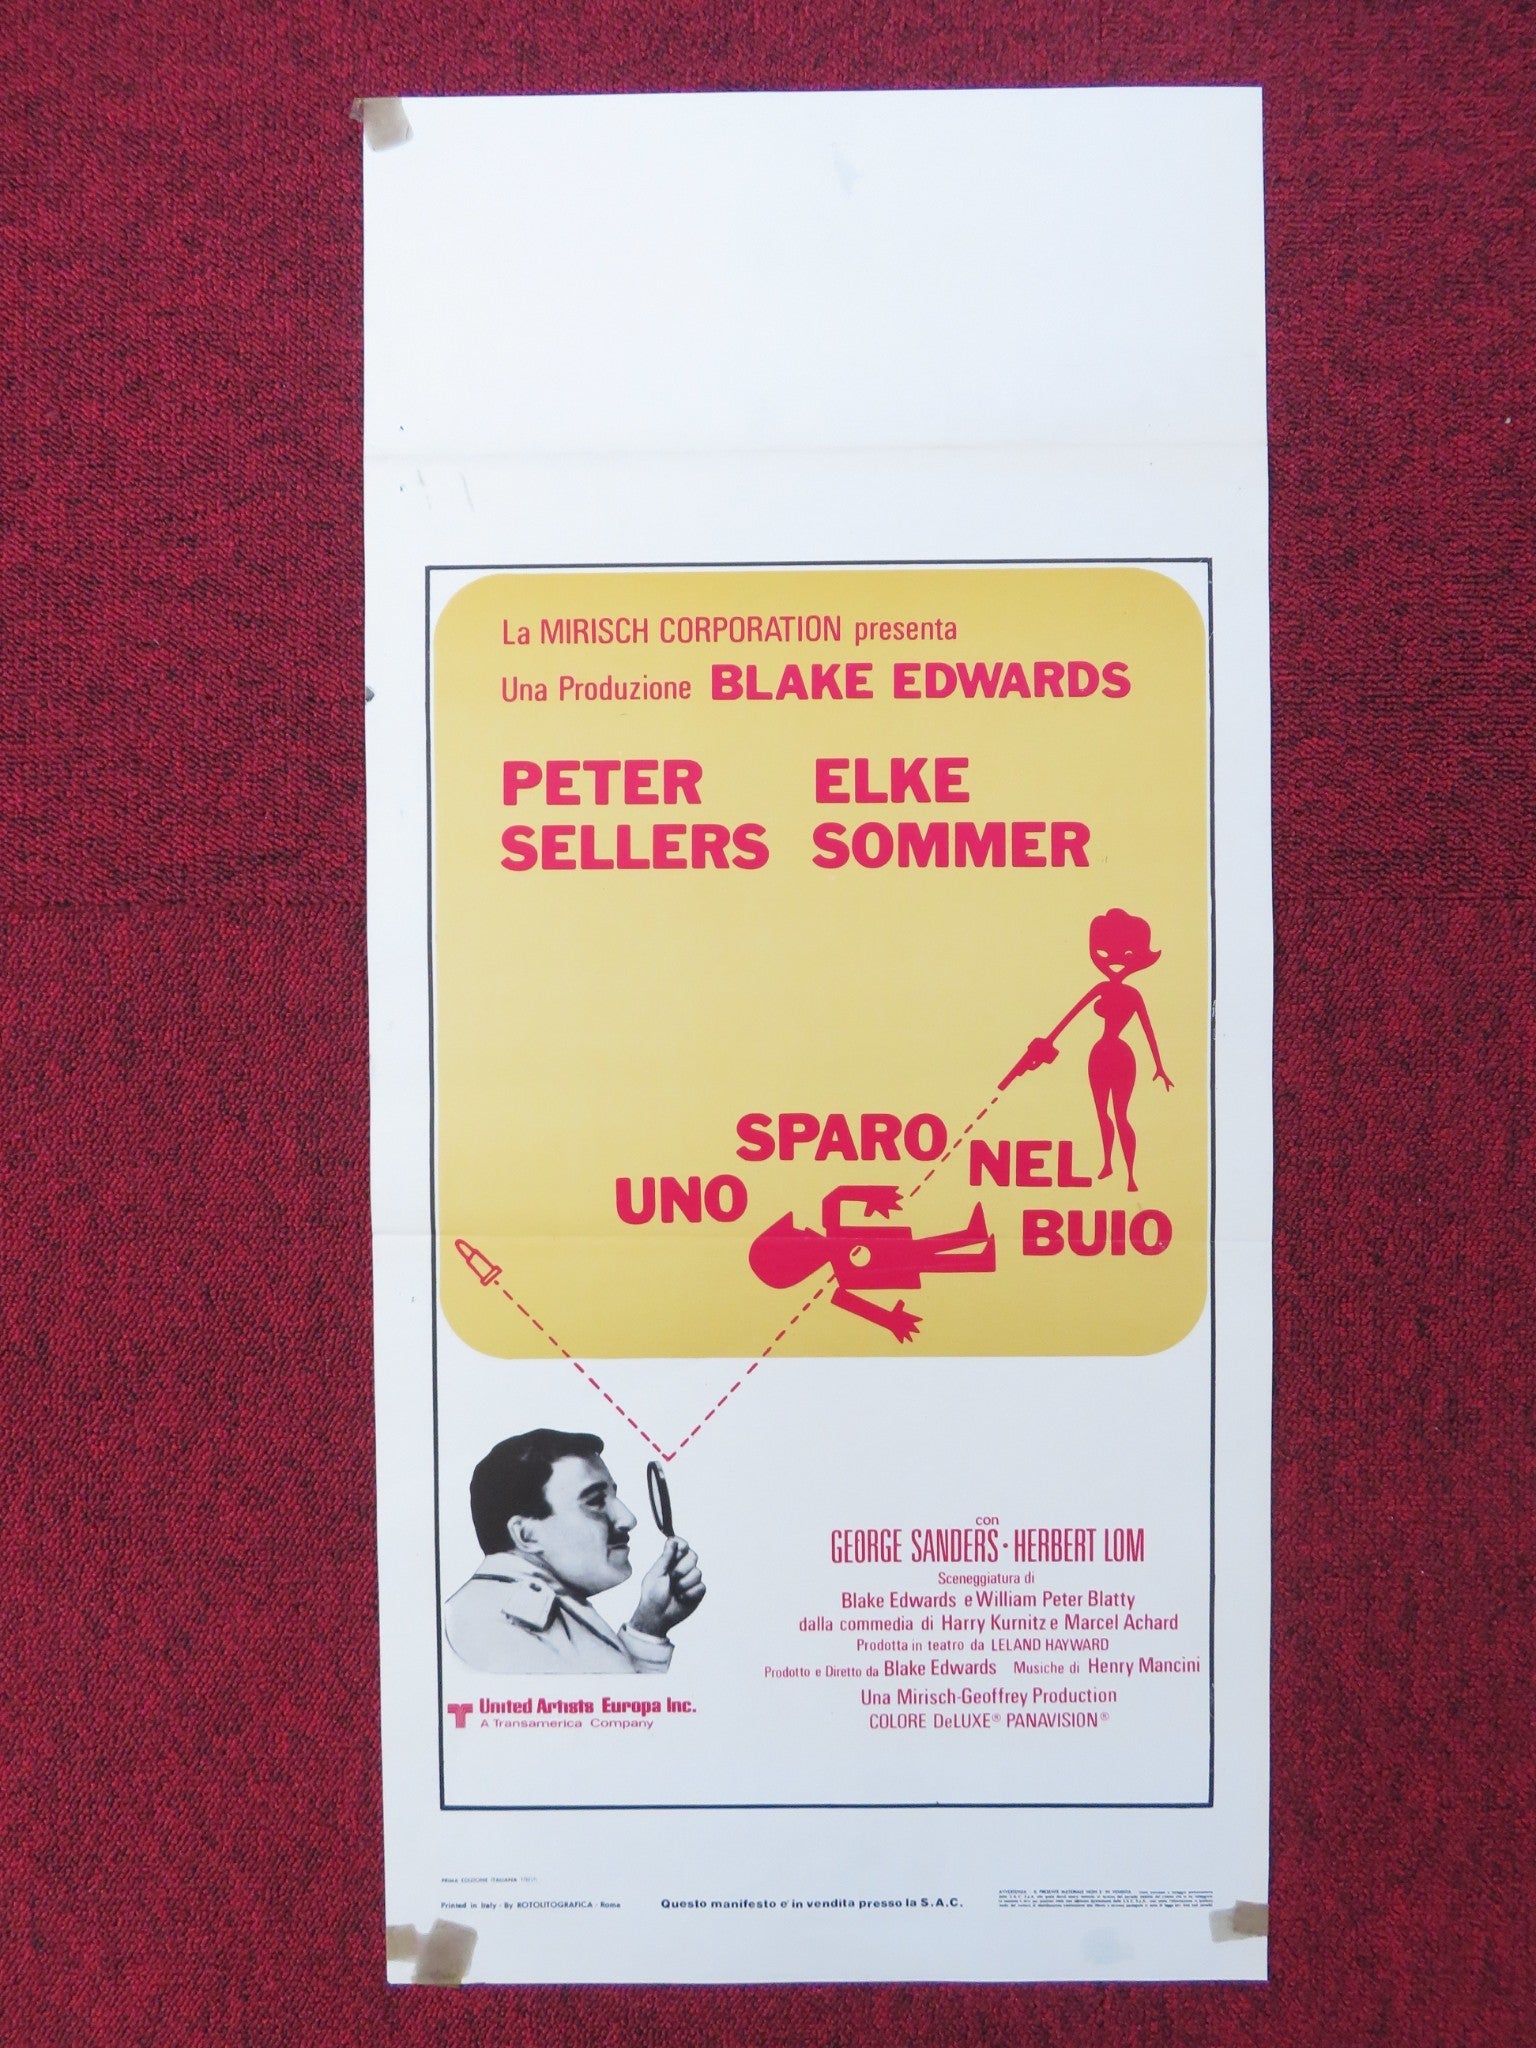 La MIRISCH CORPORATION presenta
Una Produzione BLAKE EDWARDS
PETER SELLERS
ELKE SOMMER
UNO SPARO NEL BUIO
con
GEORGE SANDERS · HERBERT LOM
Sceneggiatura di
Blake Edwards e William Peter Blatty
dalla commedia di Harry Kurnitz e Marcel Achard
Prodotta in teatro da LELAND HAYWARD
Prodotto e Diretto da Blake Edwards Musiche di Henry Mancini
Una Mirisch-Geoffrey Production
COLORE DeLUXE® PANAVISION®
United Artists Europa Inc.
A Transamerica Company
PRIMA EDIZIONE ITALIANA
Printed in Italy - By ROTOLITOGRAFICA - Roma
Questo manifesto e' in vendita presso la S.A.C.